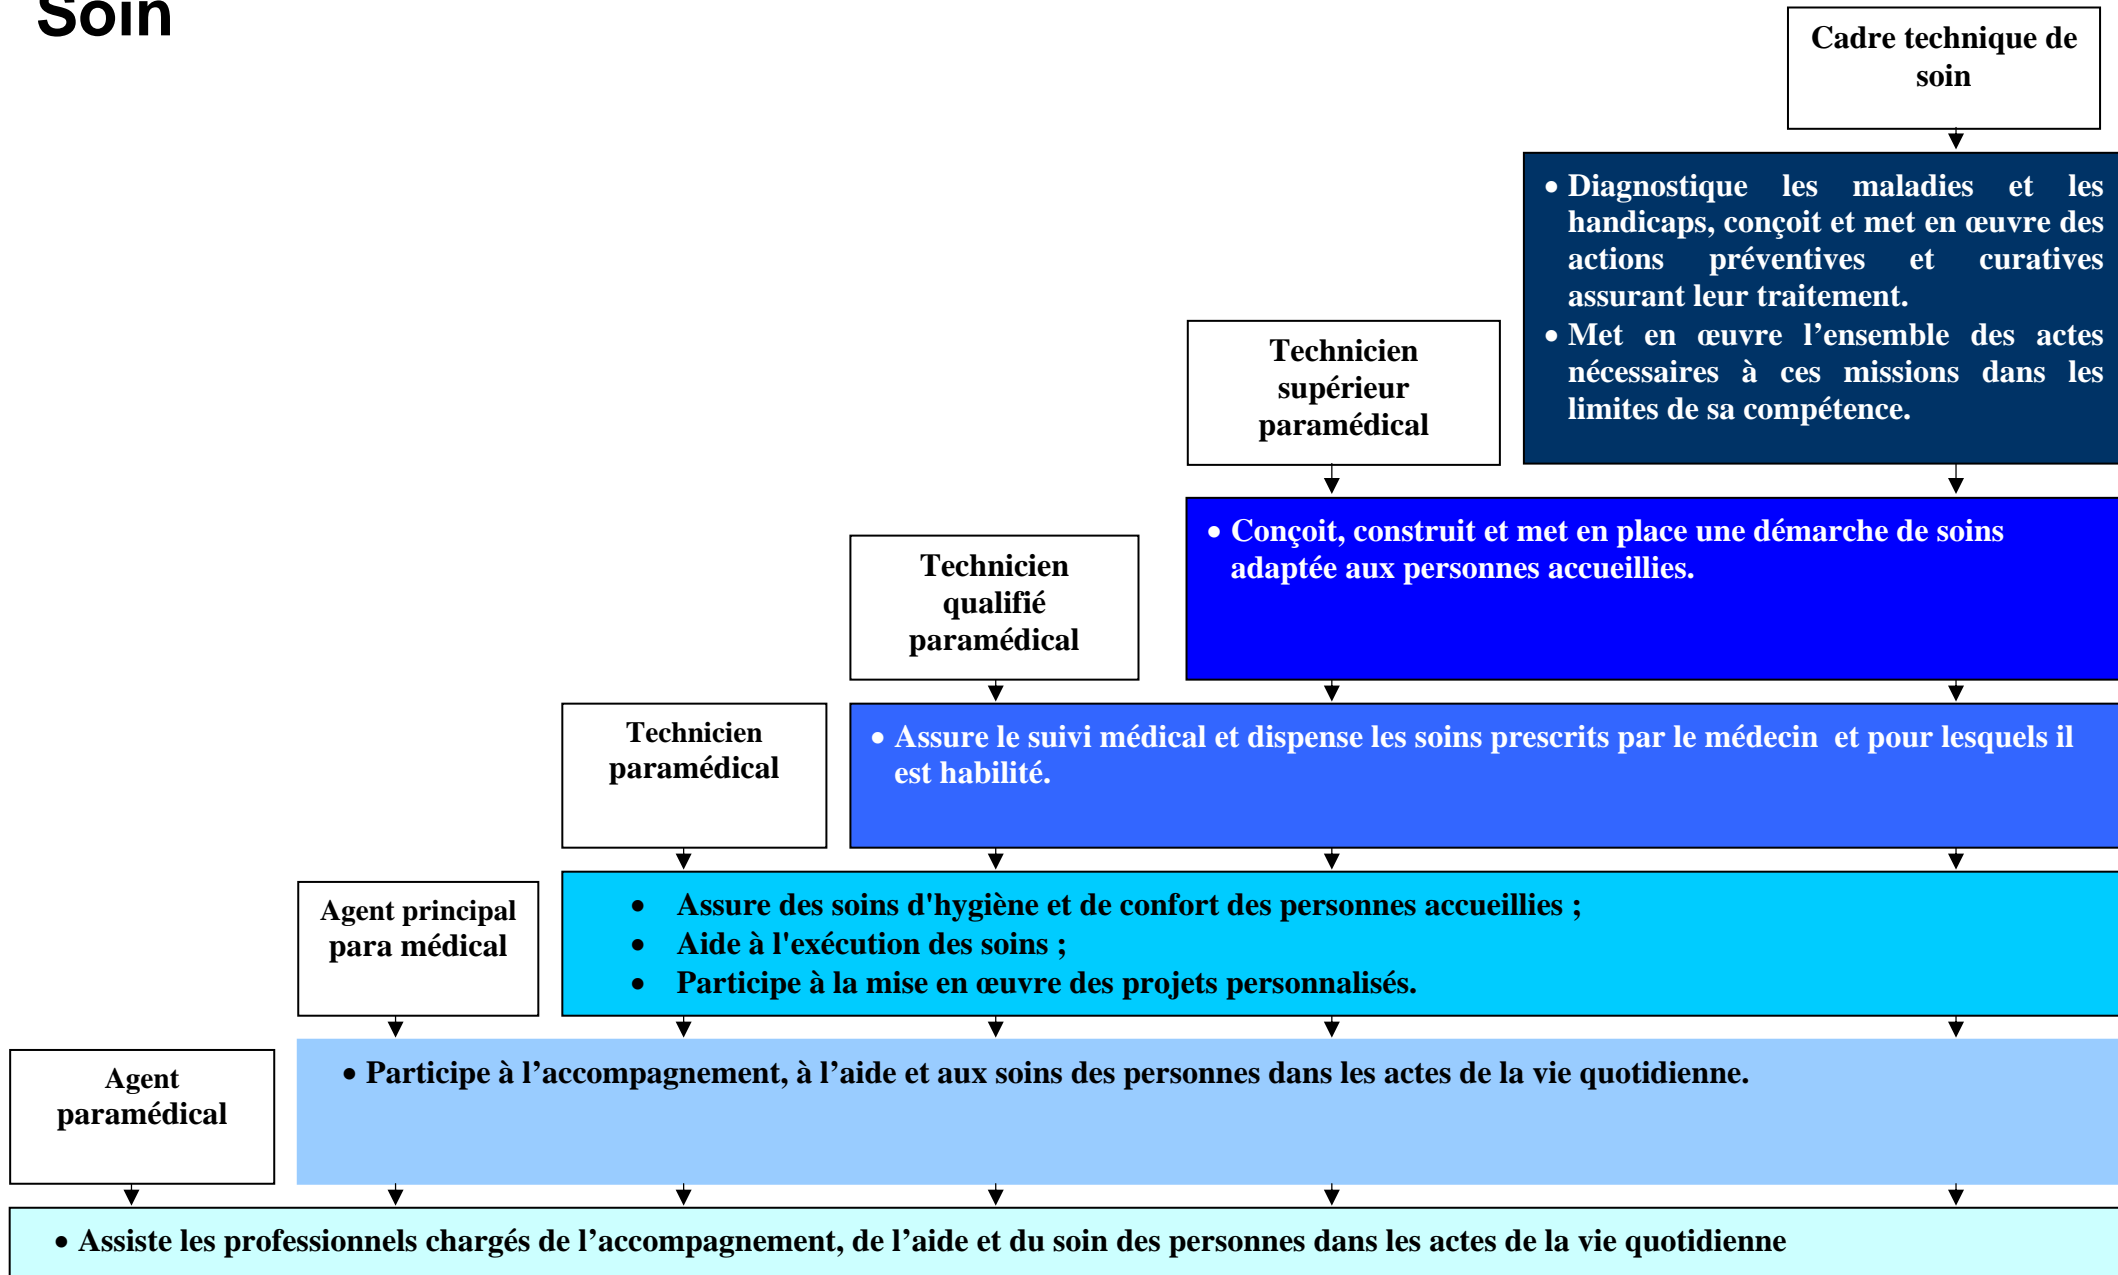 Soin
Cadre technique de
soin
• Diagnostique les maladies et les
handicaps, conçoit et met en œuvre des
actions préventives et curatives
assurant leur traitement.
• Met en œuvre l’ensemble des actes
nécessaires à ces missions dans les
limites de sa compétence.
Technicien
supérieur
paramédical
• Conçoit, construit et met en place une démarche de soins
adaptée aux personnes accueillies.
Technicien
qualifié
paramédical
Technicien
paramédical
• Assure le suivi médical et dispense les soins prescrits par le médecin  et pour lesquels il
est habilité.
Agent principal
para médical
• Assure des soins d'hygiène et de confort des personnes accueillies ;
• Aide à l'exécution des soins ;
• Participe à la mise en œuvre des projets personnalisés.
Agent
paramédical
• Participe à l’accompagnement, à l’aide et aux soins des personnes dans les actes de la vie quotidienne.
• Assiste les professionnels chargés de l’accompagnement, de l’aide et du soin des personnes dans les actes de la vie quotidienne